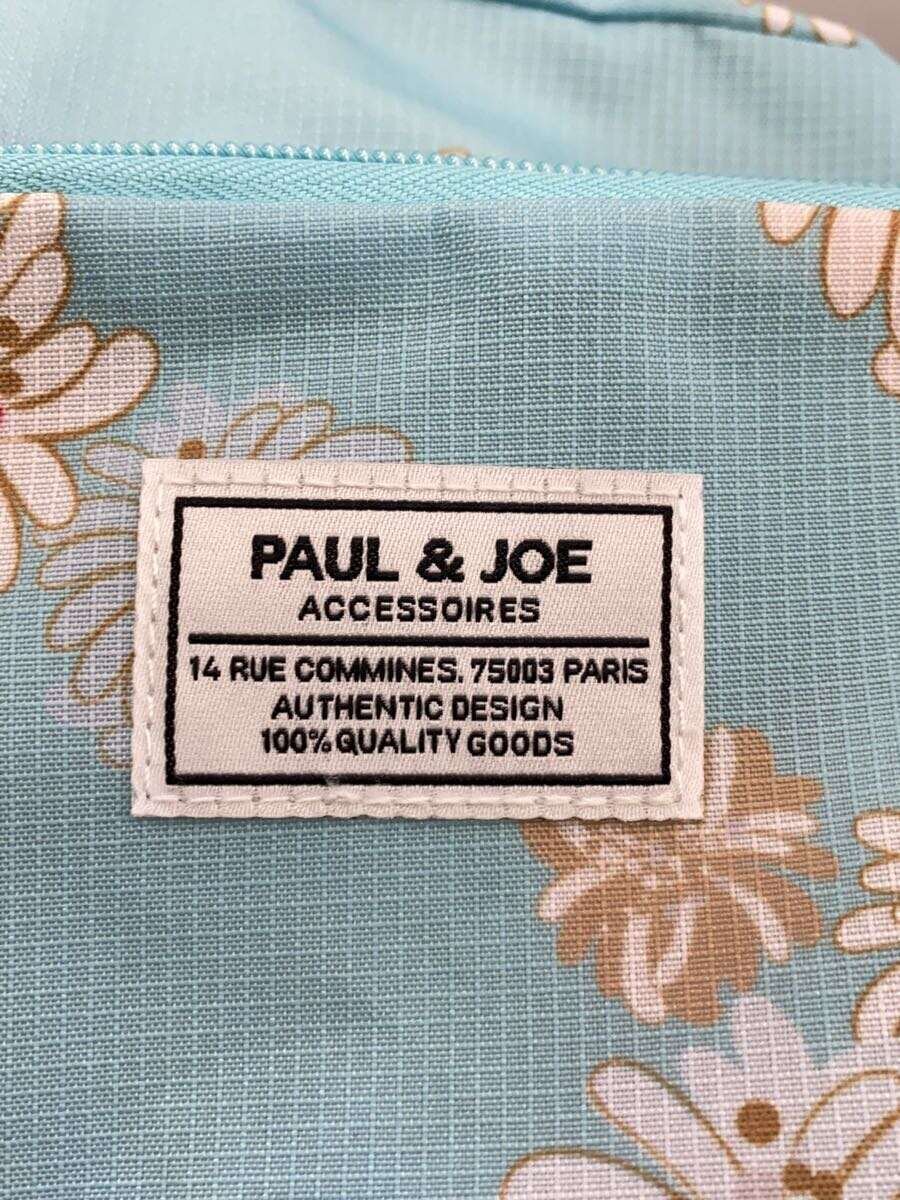 PAUL & JOE
ACCESSOIRES
14 RUE COMMINES. 75003 PARIS
AUTHENTIC DESIGN
100% QUALITY GOODS